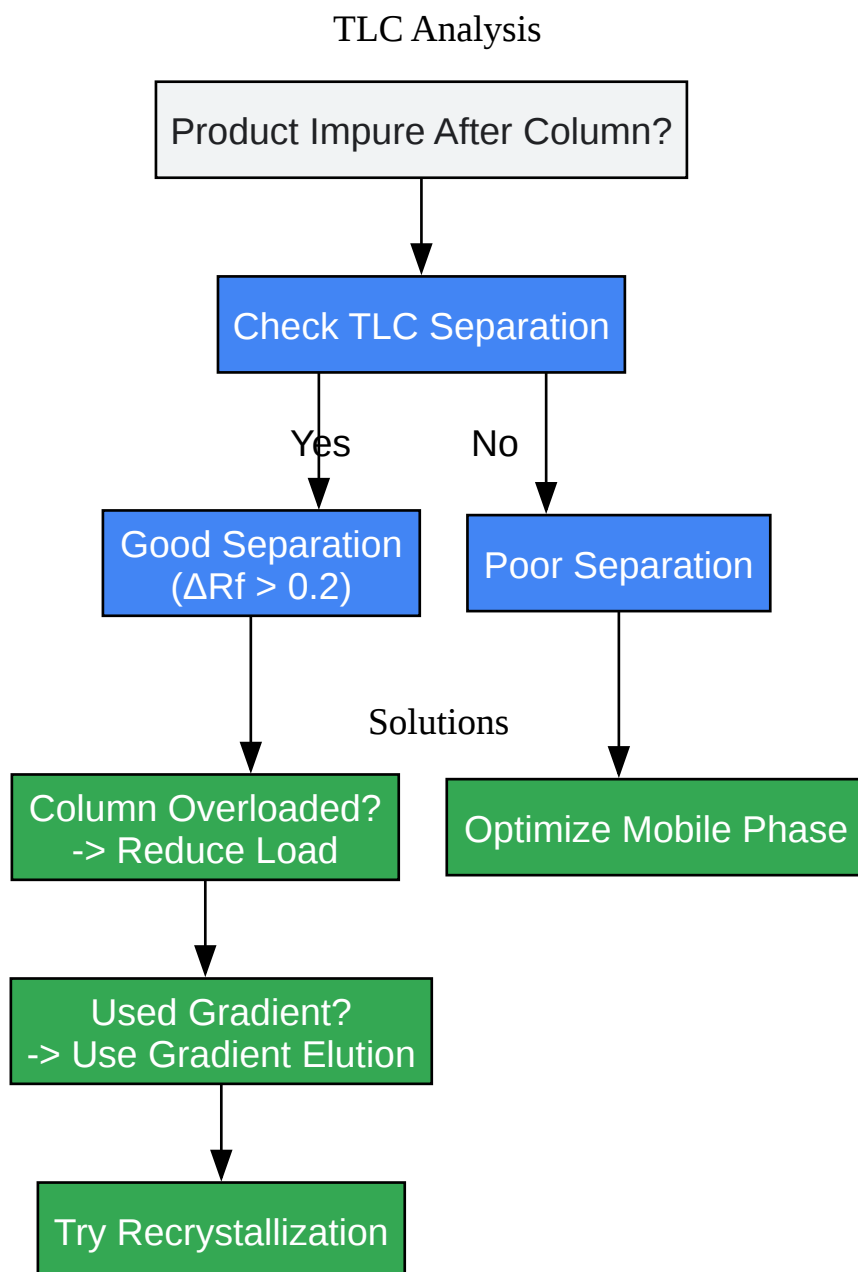 TLC Analysis
Product Impure After Column?
Check TLC Separation
Yes
No
Good Separation
(ΔRf > 0.2)
Poor Separation
Solutions
Column Overloaded?
-> Reduce Load
Optimize Mobile Phase
Used Gradient?
-> Use Gradient Elution
Try Recrystallization